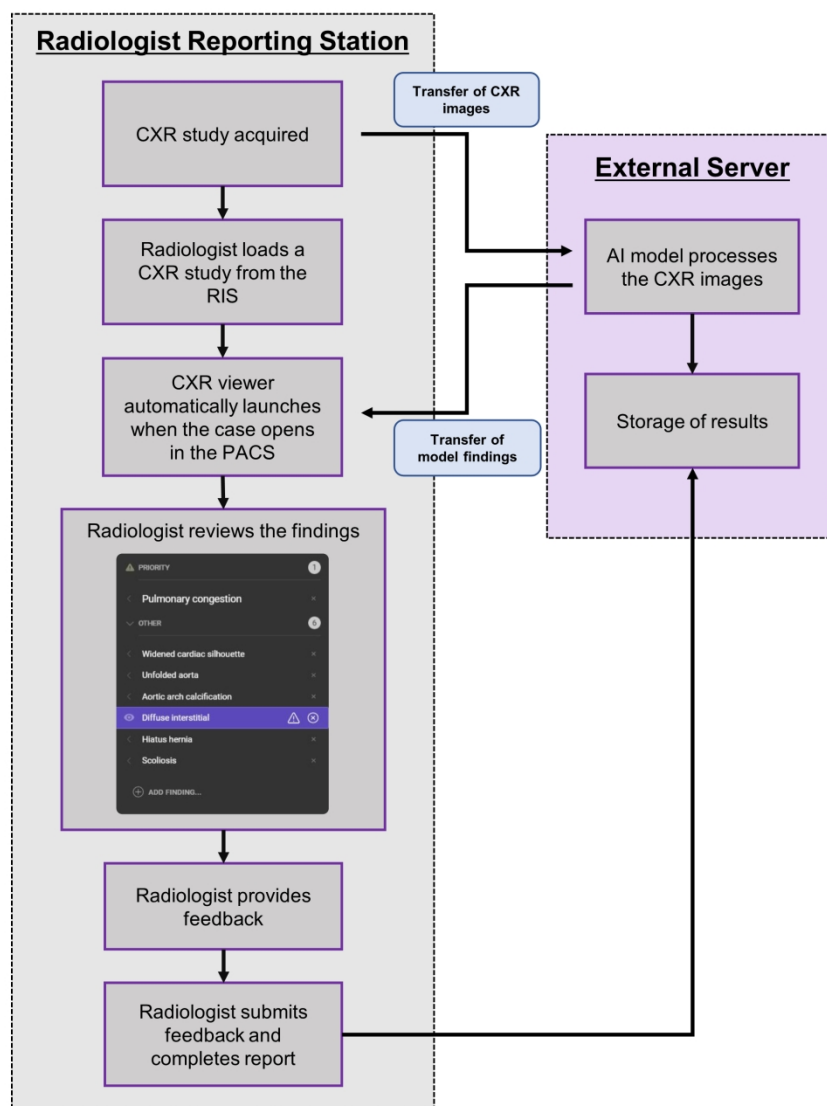 Radiologist Reporting Station
CXR study acquired
Transfer of CXR
images
External Server
AI model processes
the CXR images
Radiologist loads a
CXR study from the
RIS
CXR viewer
automatically launches
when the case opens
in the PACS
Transfer of
model findings
Storage of results
Radiologist reviews the findings
PRIORITY 1
Pulmonary congestion
OTHER 6
Widened cardiac silhouette
Unfolded aorta
Aortic arch calcification
Diffuse interstitial
Hiatus hernia
Scoliosis
ADD FINDING...
Radiologist provides
feedback
Radiologist submits
feedback and
completes report